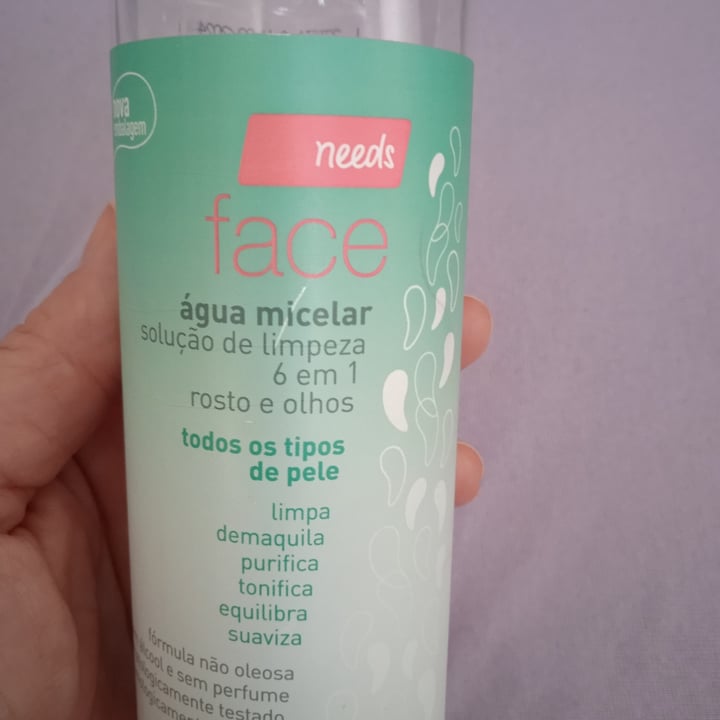 nova
embalagem
needs
face
água micelar
solução de limpeza
6 em 1
rosto e olhos
todos os tipos
de pele
limpa
demaquila
purifica
tonifica
equilibra
suaviza
fórmula não oleosa
álcool e sem perfume
testado